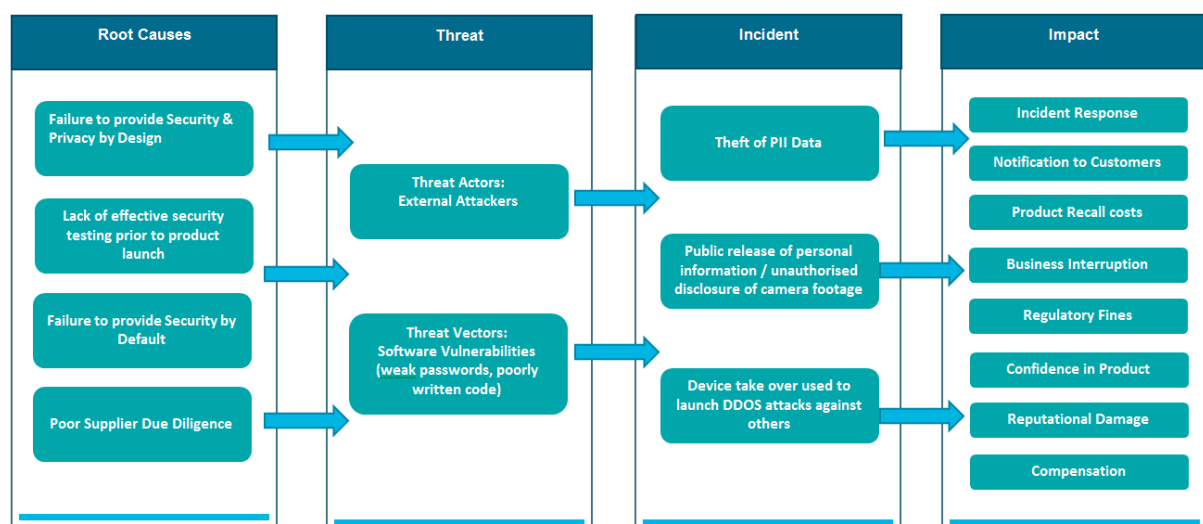 Root Causes
Failure to provide Security &
Privacy by Design
Lack of effective security
testing prior to product
launch
Failure to provide Security by
Default
Poor Supplier Due Diligence
Threat
Threat Actors:
External Attackers
Threat Vectors:
Software Vulnerabilities
(weak passwords, poorly
written code)
Incident
Theft of PII Data
Public release of personal
information / unauthorised
disclosure of camera footage
Device take over used to
launch DDOS attacks against
others
Impact
Incident Response
Notification to Customers
Product Recall costs
Business Interruption
Regulatory Fines
Confidence in Product
Reputational Damage
Compensation